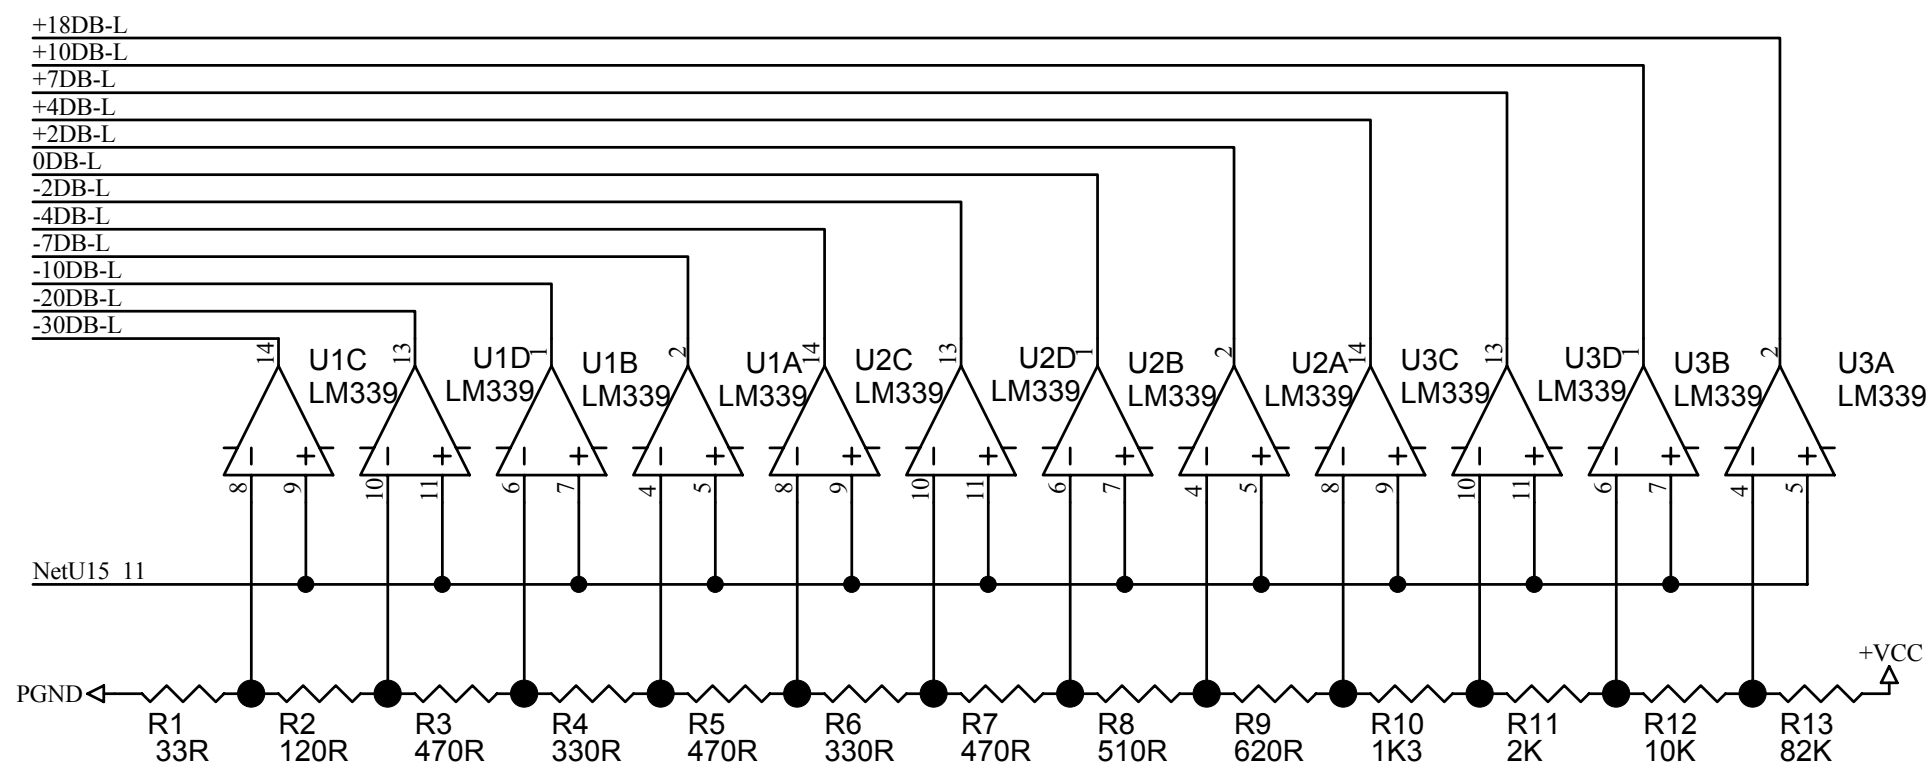 +18DB-L
+10DB-L
+7DB-L
+4DB-L
+2DB-L
0DB-L
-2DB-L
-4DB-L
-7DB-L
-10DB-L
-20DB-L
-30DB-L
14 U1C 13 U1D 1 U1B 2 U1A 14 U2C 13 U2D 1 U2B 2 U2A 14 U3C 13 U3D 1 U3B 2 U3A
LM339 LM339 LM339 LM339 LM339 LM339 LM339 LM339 LM339 LM339 LM339 LM339
- + - + - + - + - + - + - + - + - + - + - + - +
8 9 10 11 6 7 4 5 8 9 10 11 6 7 4 5 8 9 10 11 6 7 4 5
NetU15 11
+VCC
PGND
R1 R2 R3 R4 R5 R6 R7 R8 R9 R10 R11 R12 R13
33R 120R 470R 330R 470R 330R 470R 510R 620R 1K3 2K 10K 82K